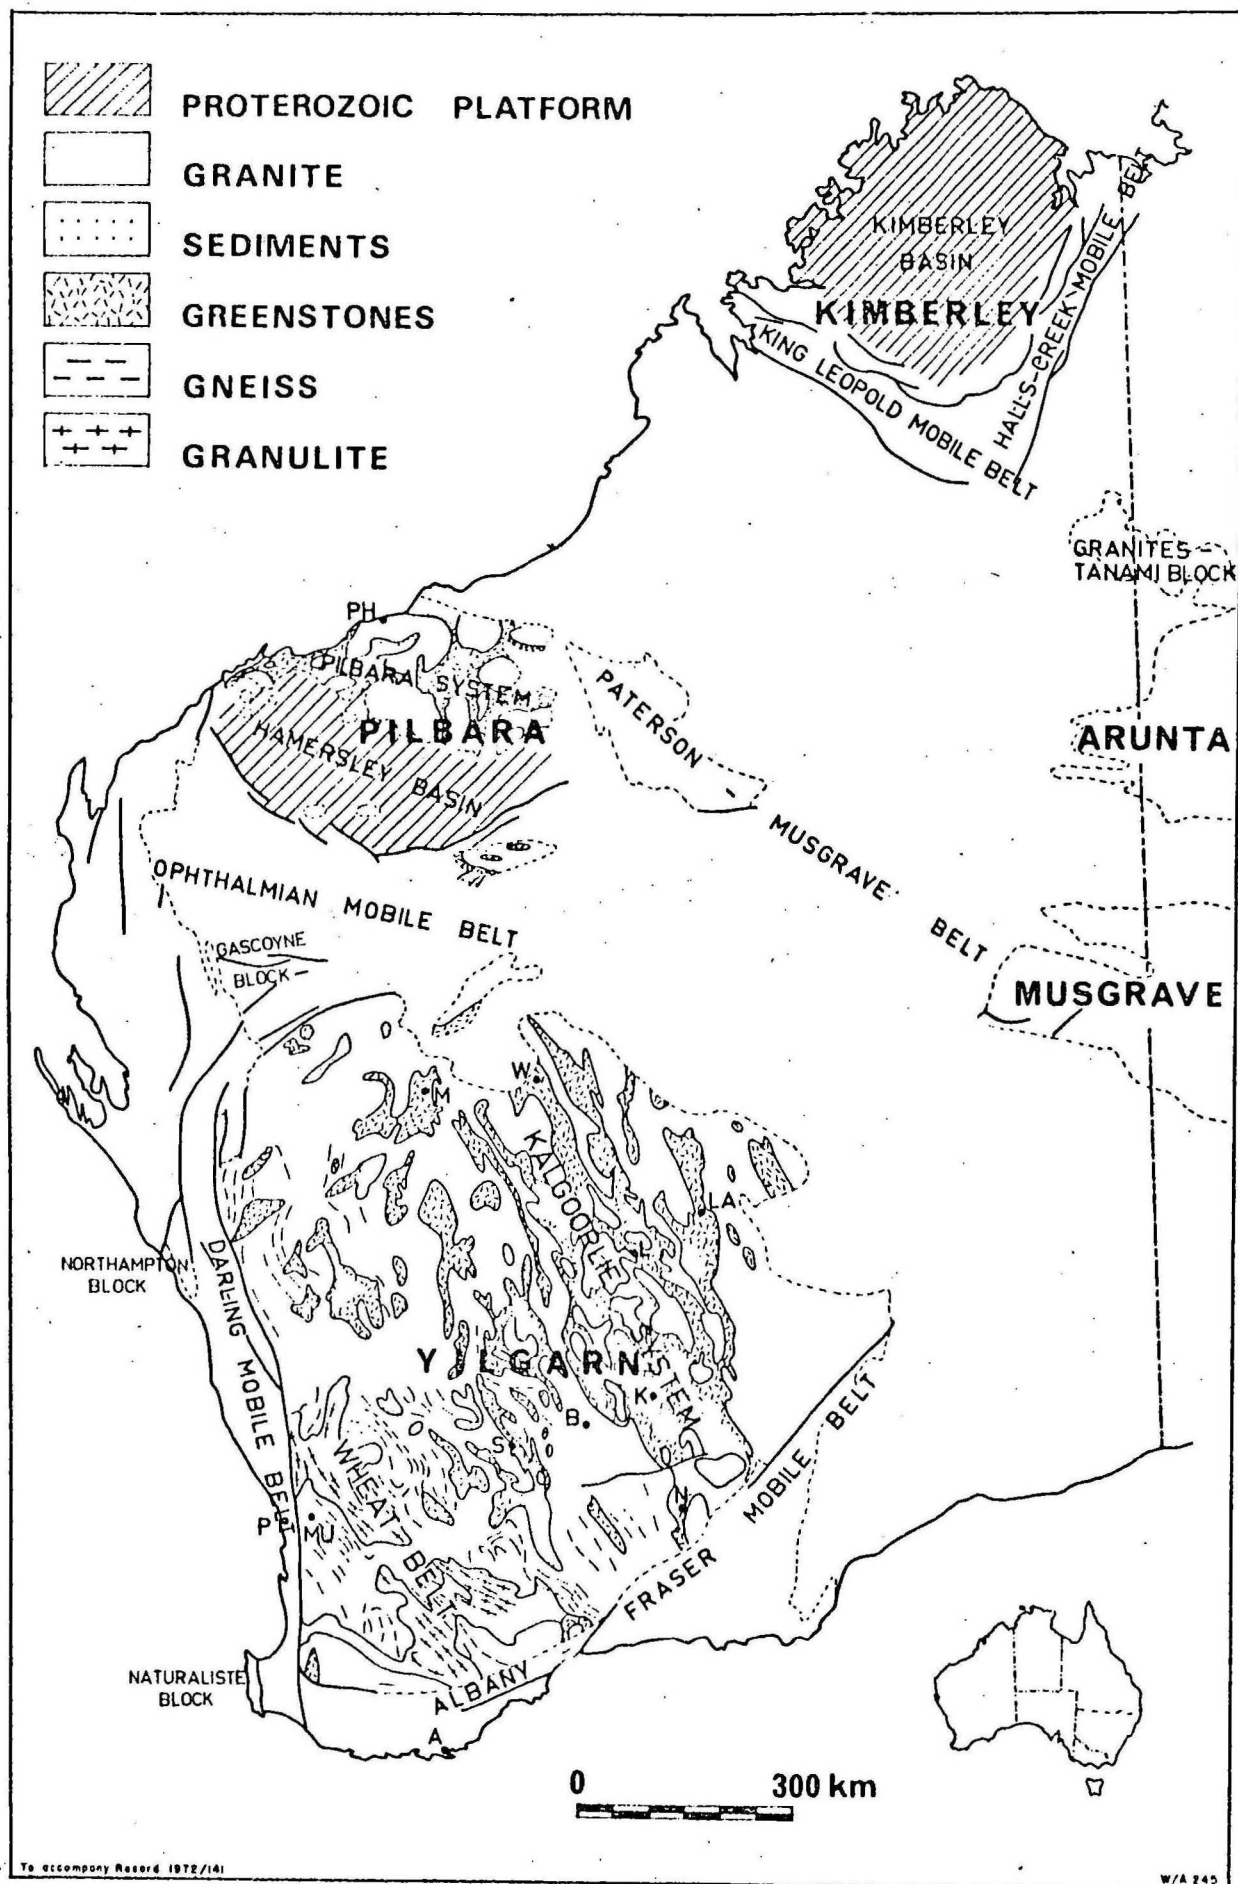 PROTEROZOIC PLATFORM
GRANITE
SEDIMENTS
GREENSTONES
GNEISS
GRANULITE
KIMBERLEY
BASIN
KIMBERLEY
KING LEOPOLD MOBILE BELT
HALLS-CREEK MOBILE BELT
GRANITES -
TANAMI BLOCK
PH
PILBARA SYSTEM
PILBARA
HAMERSLEY BASIN
PATERSON
ARUNTA
MUSGRAVE BELT
MUSGRAVE
OPHTHALMIAN MOBILE BELT
GASCOYNE
BLOCK
W
M
KALGOORLIE
SYSTEM
LA
L
NORTHAMPTON
BLOCK
DARLING MOBILE BELT
YILGARN
K
B
S
WHEAT BELT
P
MU
N
FRASER MOBILE BELT
NATURALISTE
BLOCK
ALBANY
A
0 300 km
To accompany Record 1972/141
W/A 245